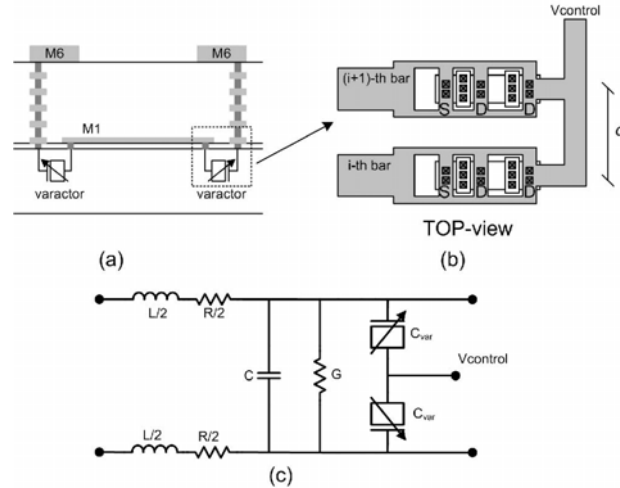 M6 M6
M1
varactor varactor
(a)
Vcontrol
(i+1)-th bar
S D D
i-th bar
S D D
d
TOP-view
(b)
L/2 R/2
C G
Cvar
Vcontrol
Cvar
L/2 R/2
(c)